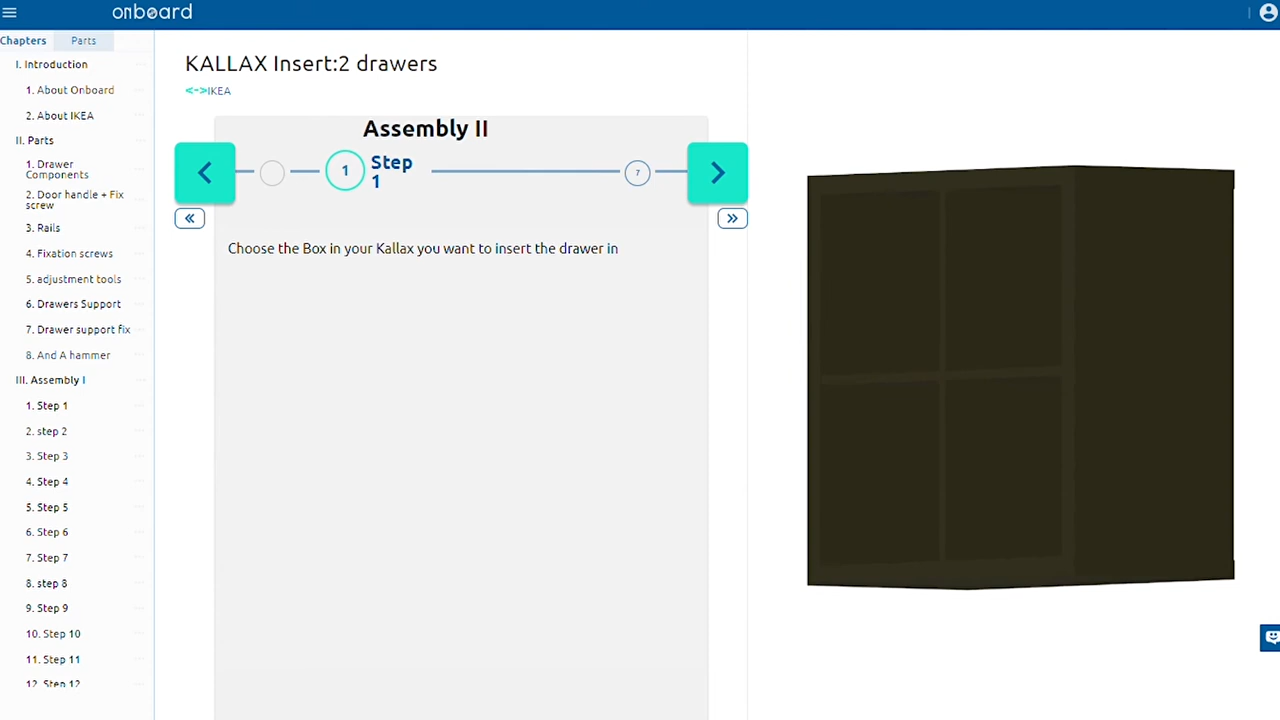 onboard
Chapters
Parts
I. Introduction
1. About Onboard
2. About IKEA
II. Parts
1. Drawer
Components
2. Door handle + Fix
screw
3. Rails
4. Fixation screws
5. adjustment tools
6. Drawers Support
7. Drawer support fix
8. And A hammer
III. Assembly I
1. Step 1
2. step 2
3. Step 3
4. Step 4
5. Step 5
6. Step 6
7. Step 7
8. step 8
9. Step 9
10. Step 10
11. Step 11
12. Step 12
KALLAX Insert:2 drawers
<->IKEA
Assembly II
1
Step
1
7
Choose the Box in your Kallax you want to insert the drawer in